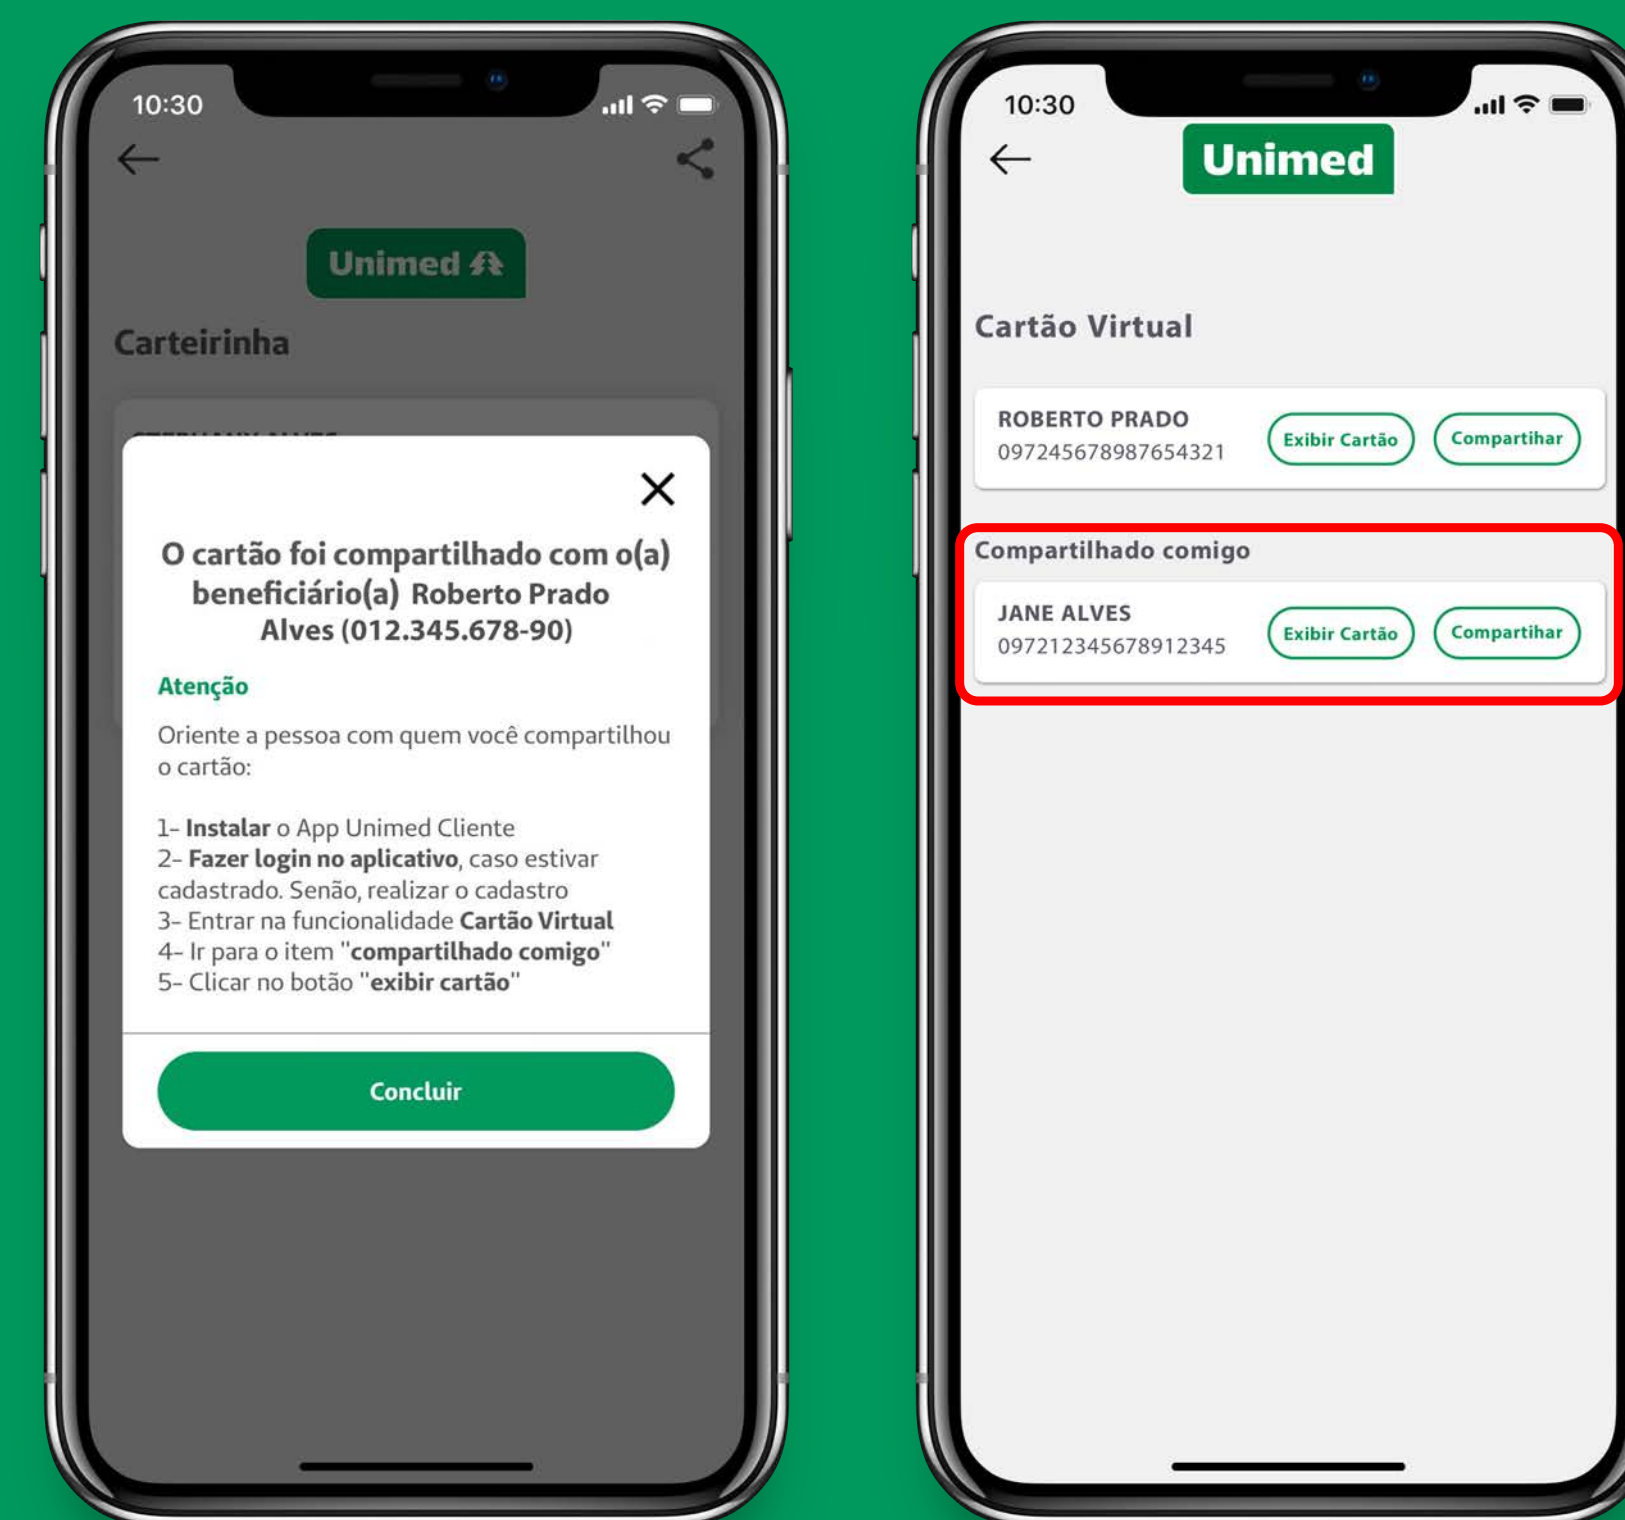 10:30
Unimed
Carteirinha
O cartão foi compartilhado com o(a)
beneficiário(a) Roberto Prado
Alves (012.345.678-90)
Atenção
Oriente a pessoa com quem você compartilhou
o cartão:
1- Instalar o App Unimed Cliente
2- Fazer login no aplicativo, caso estivar
cadastrado. Senão, realizar o cadastro
3- Entrar na funcionalidade Cartão Virtual
4- Ir para o item "compartilhado comigo"
5- Clicar no botão "exibir cartão"
Concluir
10:30
Unimed
Cartão Virtual
ROBERTO PRADO
097245678987654321
Exibir Cartão
Compartihar
Compartilhado comigo
JANE ALVES
097212345678912345
Exibir Cartão
Compartihar